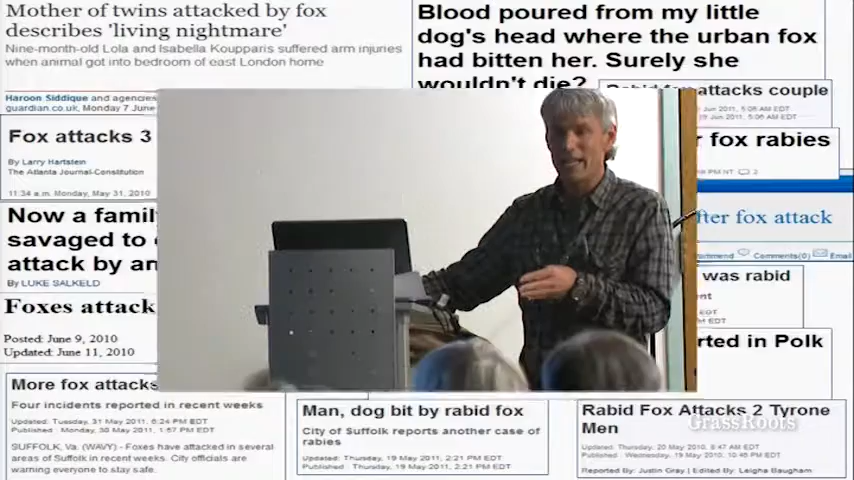 Mother of twins attacked by fox
describes 'living nightmare'
Nine-month-old Lola and Isabella Koupparis suffered arm injuries
when animal got into bedroom of east London home
Haroon Siddique and agencies
guardian.co.uk, Monday 7 June
Blood poured from my little
dog's head where the urban fox
had bitten her. Surely she
wouldn't die?
attacks couple
Jun 2011, 5:06 AM EDT
9 Jun 2011, 5:06 AM EDT
Fox attacks 3
By Larry Hartstein
The Atlanta Journal-Constitution
11:34 a.m. Monday, May 31, 2010
r fox rabies
PM NT 2
Now a famil
savaged to
attack by an
By LUKE SALKELD
fter fox attack
Comments(0) Email
was rabid
EDT
Foxes attack
Posted: June 9, 2010
Updated: June 11, 2010
rted in Polk
More fox attacks
Four incidents reported in recent weeks
Updated: Tuesday, 31 May 2011, 6:24 PM EDT
Published : Monday, 30 May 2011, 1:57 PM EDT
SUFFOLK, Va. (WAVY) - Foxes have attacked in several
areas of Suffolk in recent weeks. City officials are
warning everyone to stay safe.
Man, dog bit by rabid fox
City of Suffolk reports another case of
rabies
Updated: Thursday, 19 May 2011, 2:21 PM EDT
Published : Thursday, 19 May 2011, 2:21 PM EDT
Rabid Fox Attacks 2 Tyrone
Men
GrassRoots
Updated: Thursday, 20 May 2010, 8:47 AM EDT
Published : Wednesday, 19 May 2010, 10:46 PM EDT
Reported By: Justin Gray | Edited By: Leigha Baugham